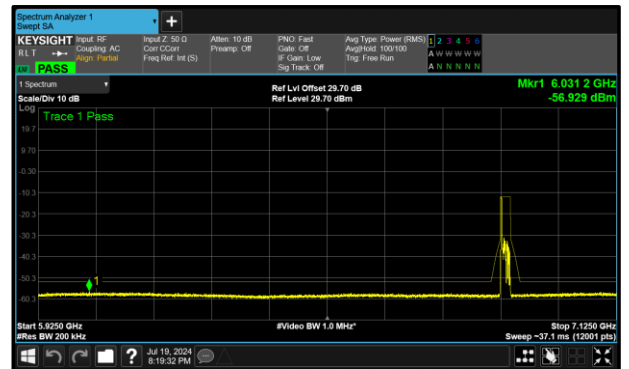 Spectrum Analyzer 1
Swept SA
+
KEYSIGHT Input: RF Input Z: 50 Ω Atten: 10 dB PNO: Fast Avg Type: Power (RMS) 1 2 3 4 5 6
RLT Coupling: AC Corr CCorr Preamp: Off Gate: Off Avg|Hold: 100/100 A W W W W W
Align: Partial Freq Ref: Int (S) IF Gain: Low Trig: Free Run
PASS Sig Track: Off A N N N N N
1 Spectrum Ref Lvl Offset 29.70 dB Mkr1 6.031 2 GHz
Scale/Div 10 dB Ref Level 29.70 dBm -56.929 dBm
Log
Trace 1 Pass
19.7
9.70
-0.30
-10.3
-20.3
-30.3
-40.3
-50.3
1
-60.3
Start 5.9250 GHz #Video BW 1.0 MHz* Stop 7.1250 GHz
#Res BW 200 kHz Sweep ~37.1 ms (12001 pts)
? Jul 19, 2024
8:19:32 PM